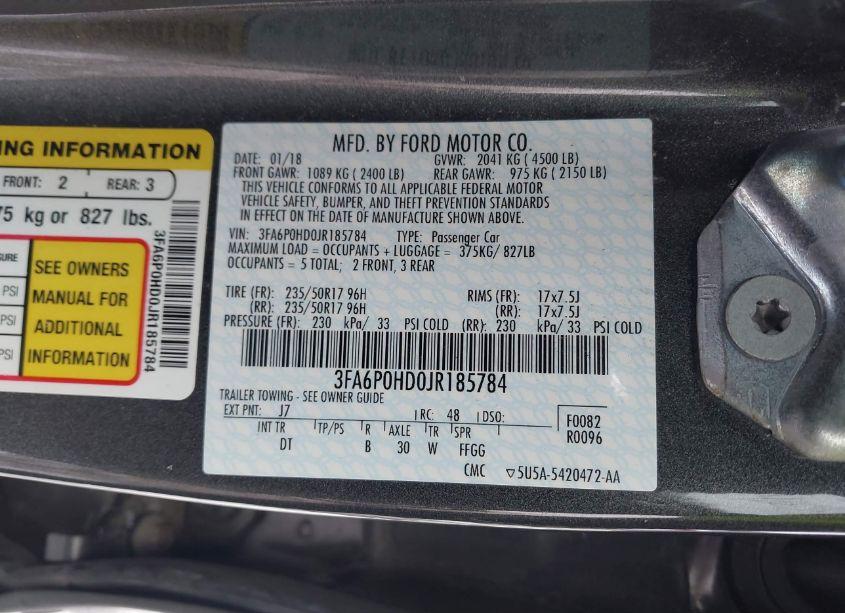 ING INFORMATION
FRONT: 2 REAR: 3
75 kg or 827 lbs.
SURE
PSI
PSI
PSI
SEE OWNERS
MANUAL FOR
ADDITIONAL
INFORMATION
3FA6P0HD0JR185784
MFD. BY FORD MOTOR CO.
DATE: 01/18 GVWR: 2041 KG ( 4500 LB)
FRONT GAWR: 1089 KG ( 2400 LB) REAR GAWR: 975 KG ( 2150 LB)
THIS VEHICLE CONFORMS TO ALL APPLICABLE FEDERAL MOTOR
VEHICLE SAFETY, BUMPER, AND THEFT PREVENTION STANDARDS
IN EFFECT ON THE DATE OF MANUFACTURE SHOWN ABOVE.
VIN: 3FA6P0HD0JR185784 TYPE: Passenger Car
MAXIMUM LOAD = OCCUPANTS + LUGGAGE = 375KG/ 827LB
OCCUPANTS = 5 TOTAL; 2 FRONT, 3 REAR
TIRE (FR): 235/50R17 96H RIMS (FR): 17x7.5J
(RR): 235/50R17 96H (RR): 17x7.5J
PRESSURE (FR): 230 kPa/ 33 PSI COLD (RR): 230 kPa/ 33 PSI COLD
3FA6P0HD0JR185784
TRAILER TOWING - SEE OWNER GUIDE
EXT PNT: J7 RC: 48 DSO: F0082
INT TR TP/PS R AXLE TR SPR R0096
DT B 30 W FFGG
CMC ▽5U5A-5420472-AA